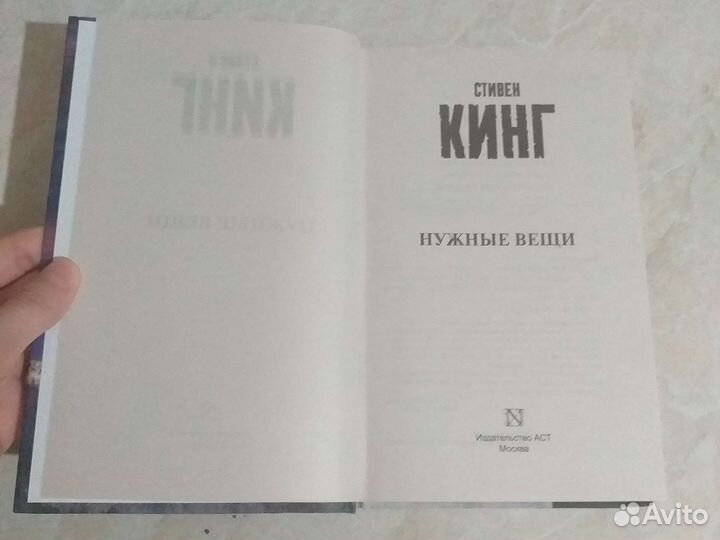 СТИВЕН
КИНГ
НУЖНЫЕ ВЕЩИ
Издательство АСТ
Москва
Avito